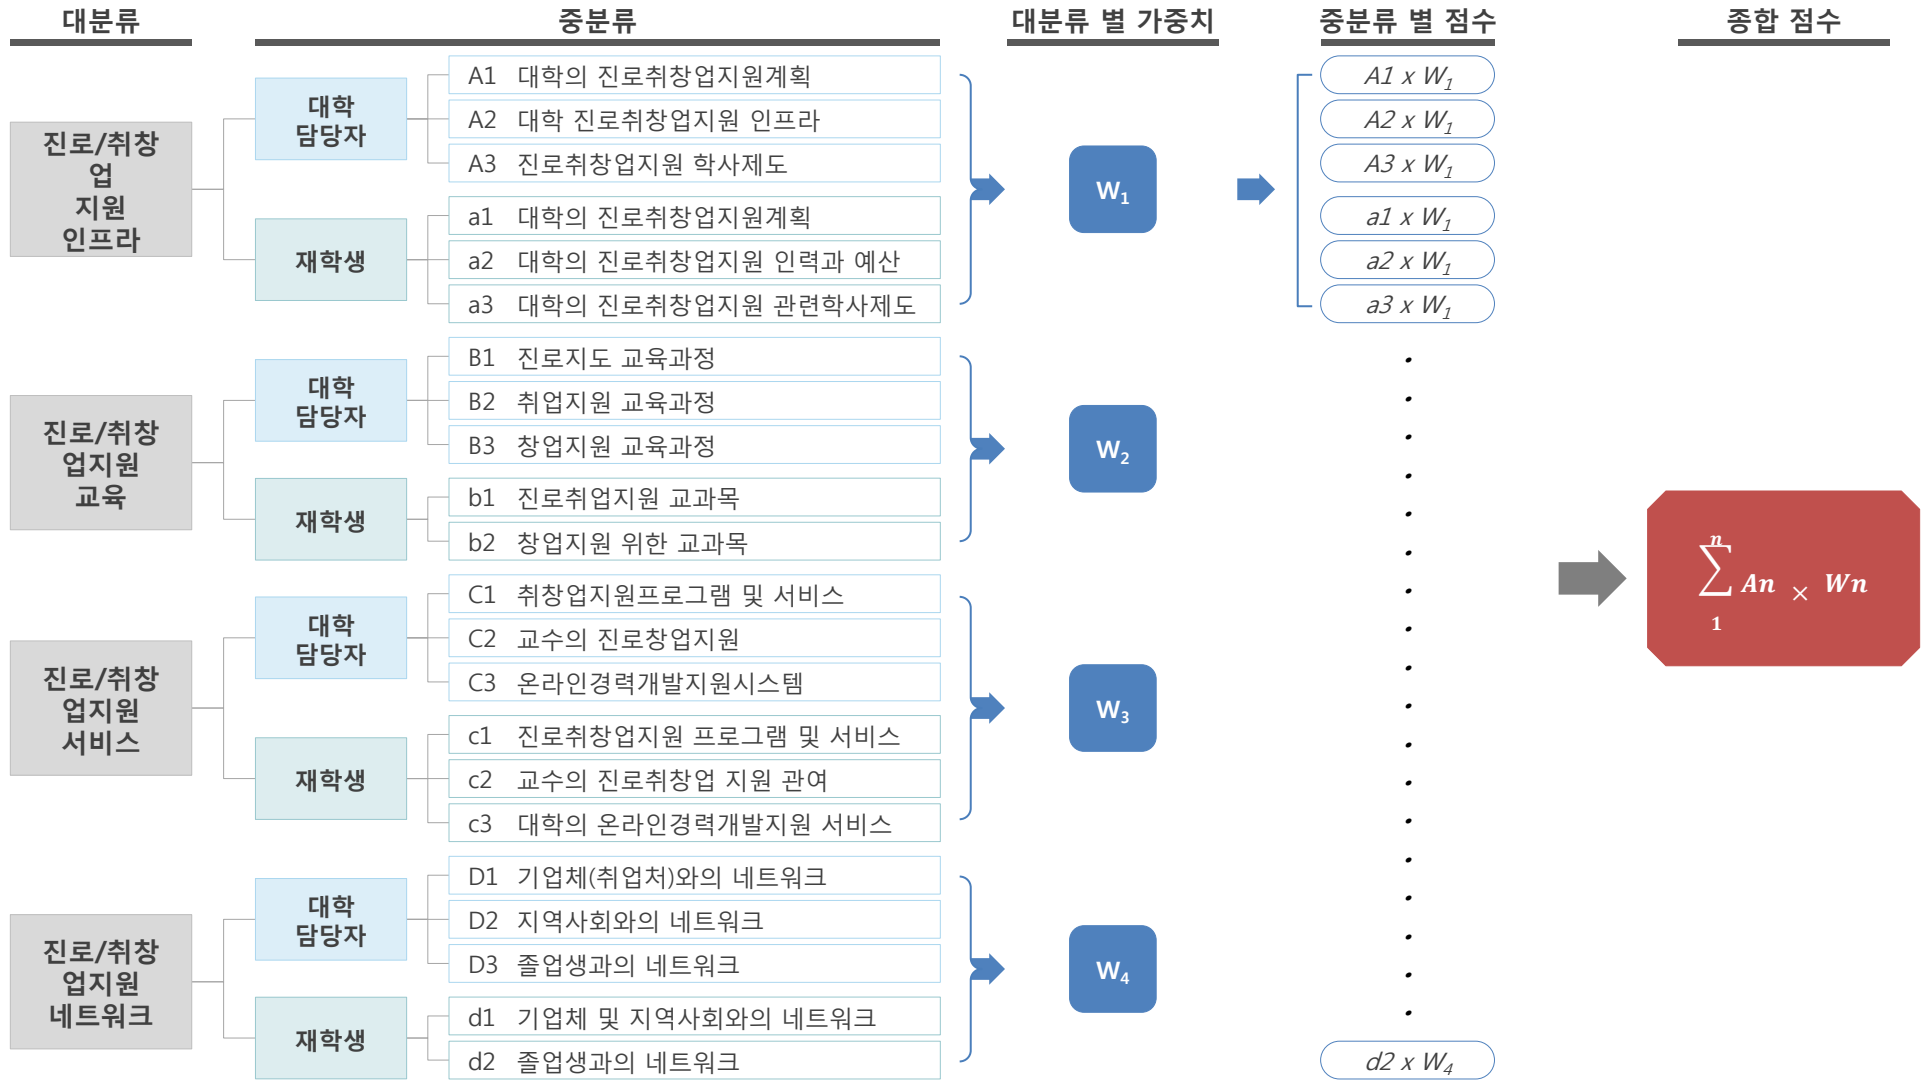 대분류
중분류
대분류 별 가중치
중분류 별 점수
종합 점수
진로/취창
업
지원
인프라
대학
담당자
A1 대학의 진로취창업지원계획
A2 대학 진로취창업지원 인프라
A3 진로취창업지원 학사제도
재학생
a1 대학의 진로취창업지원계획
a2 대학의 진로취창업지원 인력과 예산
a3 대학의 진로취창업지원 관련학사제도
W1
A1 x W1
A2 x W1
A3 x W1
a1 x W1
a2 x W1
a3 x W1
진로/취창
업지원
교육
대학
담당자
B1 진로지도 교육과정
B2 취업지원 교육과정
B3 창업지원 교육과정
재학생
b1 진로취업지원 교과목
b2 창업지원 위한 교과목
W2
진로/취창
업지원
서비스
대학
담당자
C1 취창업지원프로그램 및 서비스
C2 교수의 진로창업지원
C3 온라인경력개발지원시스템
재학생
c1 진로취창업지원 프로그램 및 서비스
c2 교수의 진로취창업 지원 관여
c3 대학의 온라인경력개발지원 서비스
W3
진로/취창
업지원
네트워크
대학
담당자
D1 기업체(취업처)와의 네트워크
D2 지역사회와의 네트워크
D3 졸업생과의 네트워크
재학생
d1 기업체 및 지역사회와의 네트워크
d2 졸업생과의 네트워크
W4
d2 x W4
n
∑ An × Wn
1